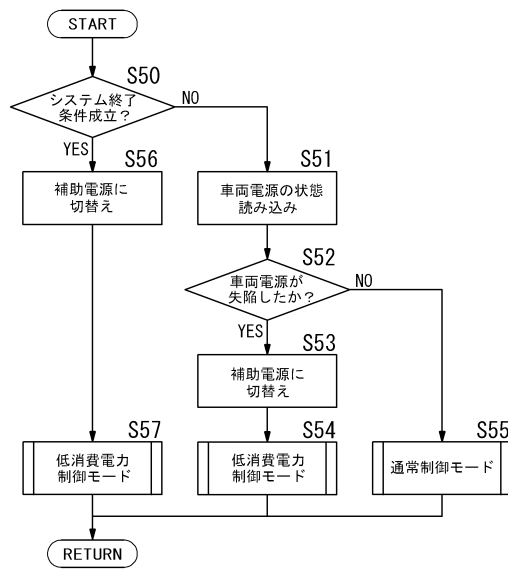 START
S50
システム終了
条件成立？
NO
YES
S56
補助電源に
切替え
S51
車両電源の状態
読み込み
S52
車両電源が
失陥したか？
NO
YES
S53
補助電源に
切替え
S57
低消費電力
制御モード
S54
低消費電力
制御モード
S55
通常制御モード
RETURN